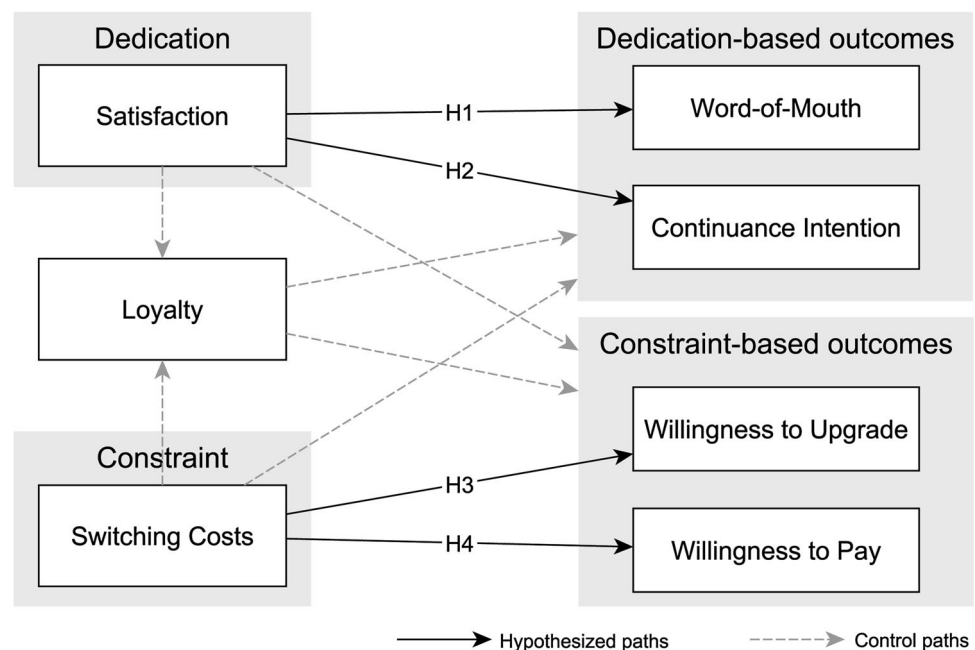 Dedication
Satisfaction
Loyalty
Constraint
Switching Costs
H1
H2
H3
H4
Dedication-based outcomes
Word-of-Mouth
Continuance Intention
Constraint-based outcomes
Willingness to Upgrade
Willingness to Pay
Hypothesized paths
Control paths